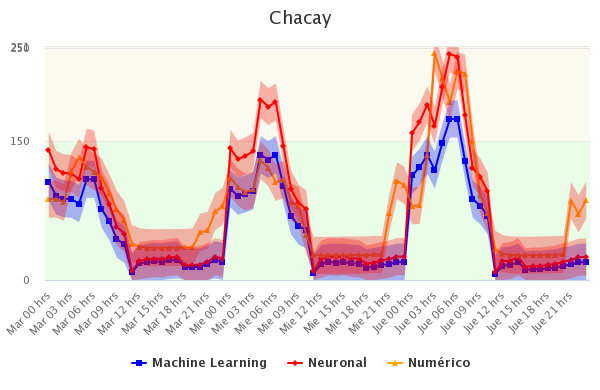 Chacay
150
0
Mar 00 hrs
Mar 03 hrs
Mar 06 hrs
Mar 09 hrs
Mar 12 hrs
Mar 15 hrs
Mar 18 hrs
Mar 21 hrs
Mie 00 hrs
Mie 03 hrs
Mie 06 hrs
Mie 09 hrs
Mie 12 hrs
Mie 15 hrs
Mie 18 hrs
Mie 21 hrs
Jue 00 hrs
Jue 03 hrs
Jue 06 hrs
Jue 09 hrs
Jue 12 hrs
Jue 15 hrs
Jue 18 hrs
Jue 21 hrs
Machine Learning Neuronal Numérico